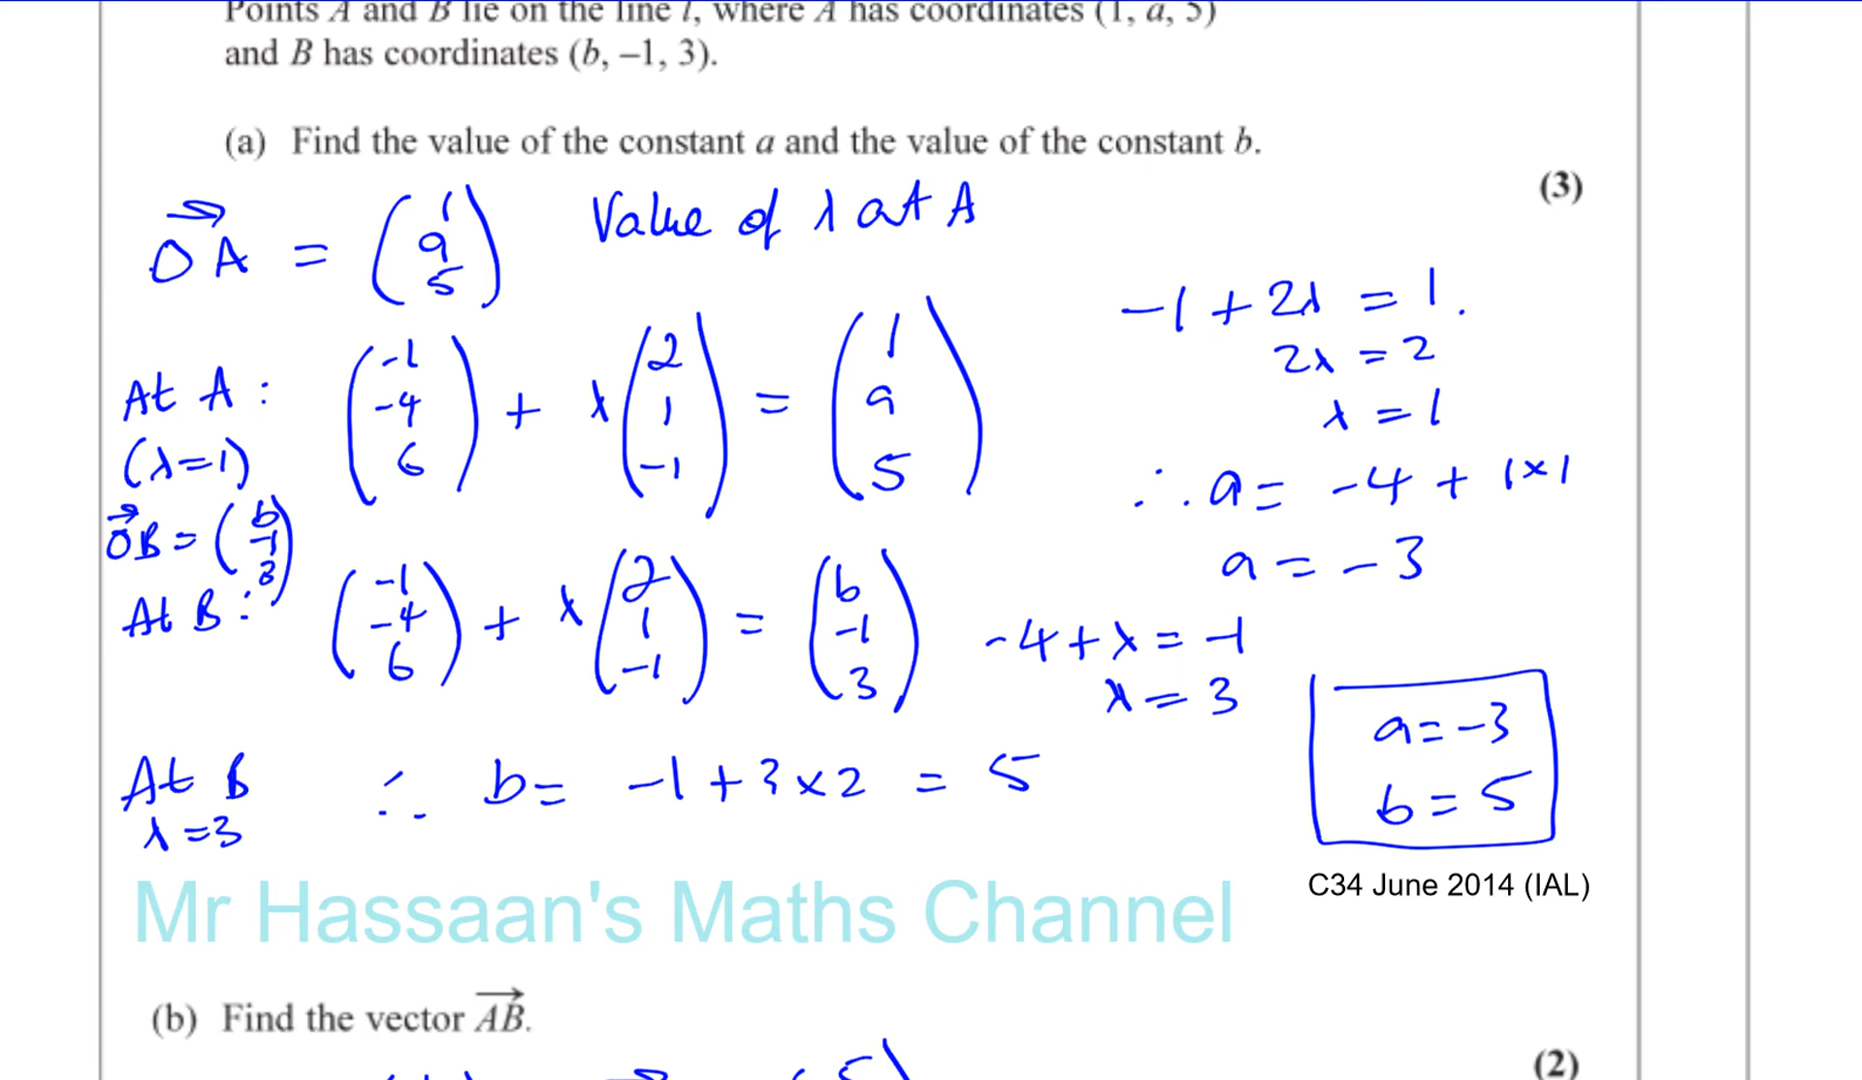 Points A and B lie on the line l, where A has coordinates (1, a, 5)
and B has coordinates (b, –1, 3).
(a) Find the value of the constant a and the value of the constant b.
(3)
OA = (1 a 5) Value of λ at A
-1 + 2λ = 1.
2λ = 2
λ = 1
At A : (-1 -4 6) + λ(2 1 -1) = (1 a 5)
(λ=1)
∴ a = -4 + 1×1
a = -3
OB = (b -1 3)
At B : (-1 -4 6) + λ(2 1 -1) = (b -1 3)
-4 + λ = -1
λ = 3
At B ∴ b = -1 + 3×2 = 5
λ = 3
a = -3
b = 5
C34 June 2014 (IAL)
Mr Hassaan's Maths Channel
(b) Find the vector AB.
(2)